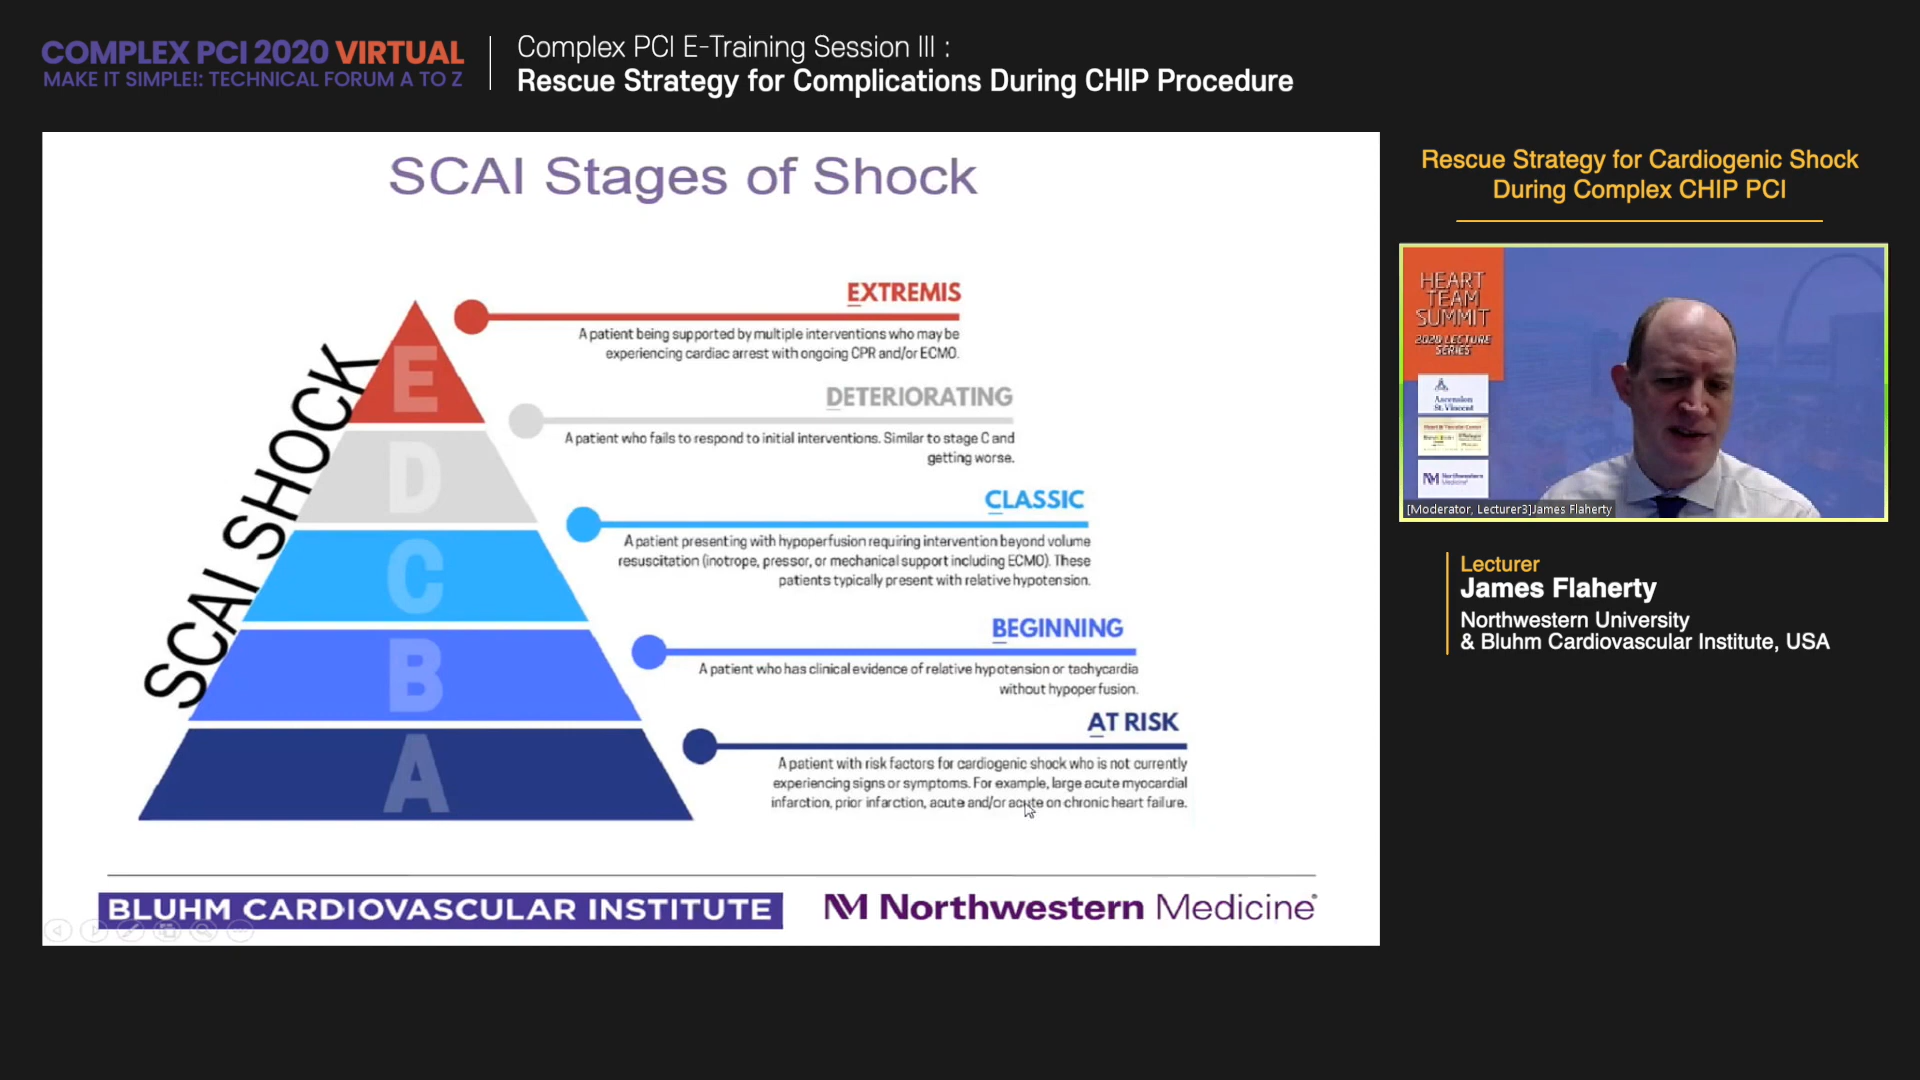 COMPLEX PCI 2020 VIRTUAL
MAKE IT SIMPLE!: TECHNICAL FORUM A TO Z
Complex PCI E-Training Session III :
Rescue Strategy for Complications During CHIP Procedure
SCAI Stages of Shock
SCAI SHOCK
E
EXTREMIS
A patient being supported by multiple interventions who may be
experiencing cardiac arrest with ongoing CPR and/or ECMO.
D
DETERIORATING
A patient who fails to respond to initial interventions. Similar to stage C and
getting worse.
C
CLASSIC
A patient presenting with hypoperfusion requiring intervention beyond volume
resuscitation (inotrope, pressor, or mechanical support including ECMO). These
patients typically present with relative hypotension.
B
BEGINNING
A patient who has clinical evidence of relative hypotension or tachycardia
without hypoperfusion.
A
AT RISK
A patient with risk factors for cardiogenic shock who is not currently
experiencing signs or symptoms. For example, large acute myocardial
infarction, prior infarction, acute and/or acute on chronic heart failure.
BLUHM CARDIOVASCULAR INSTITUTE
NM Northwestern Medicine®
Rescue Strategy for Cardiogenic Shock
During Complex CHIP PCI
HEART
TEAM
SUMMIT
2020 LECTURE
SERIES
Ascension
St. Vincent
Northwestern
Medicine
[Moderator, Lecturer3]James Flaherty
Lecturer
James Flaherty
Northwestern University
& Bluhm Cardiovascular Institute, USA